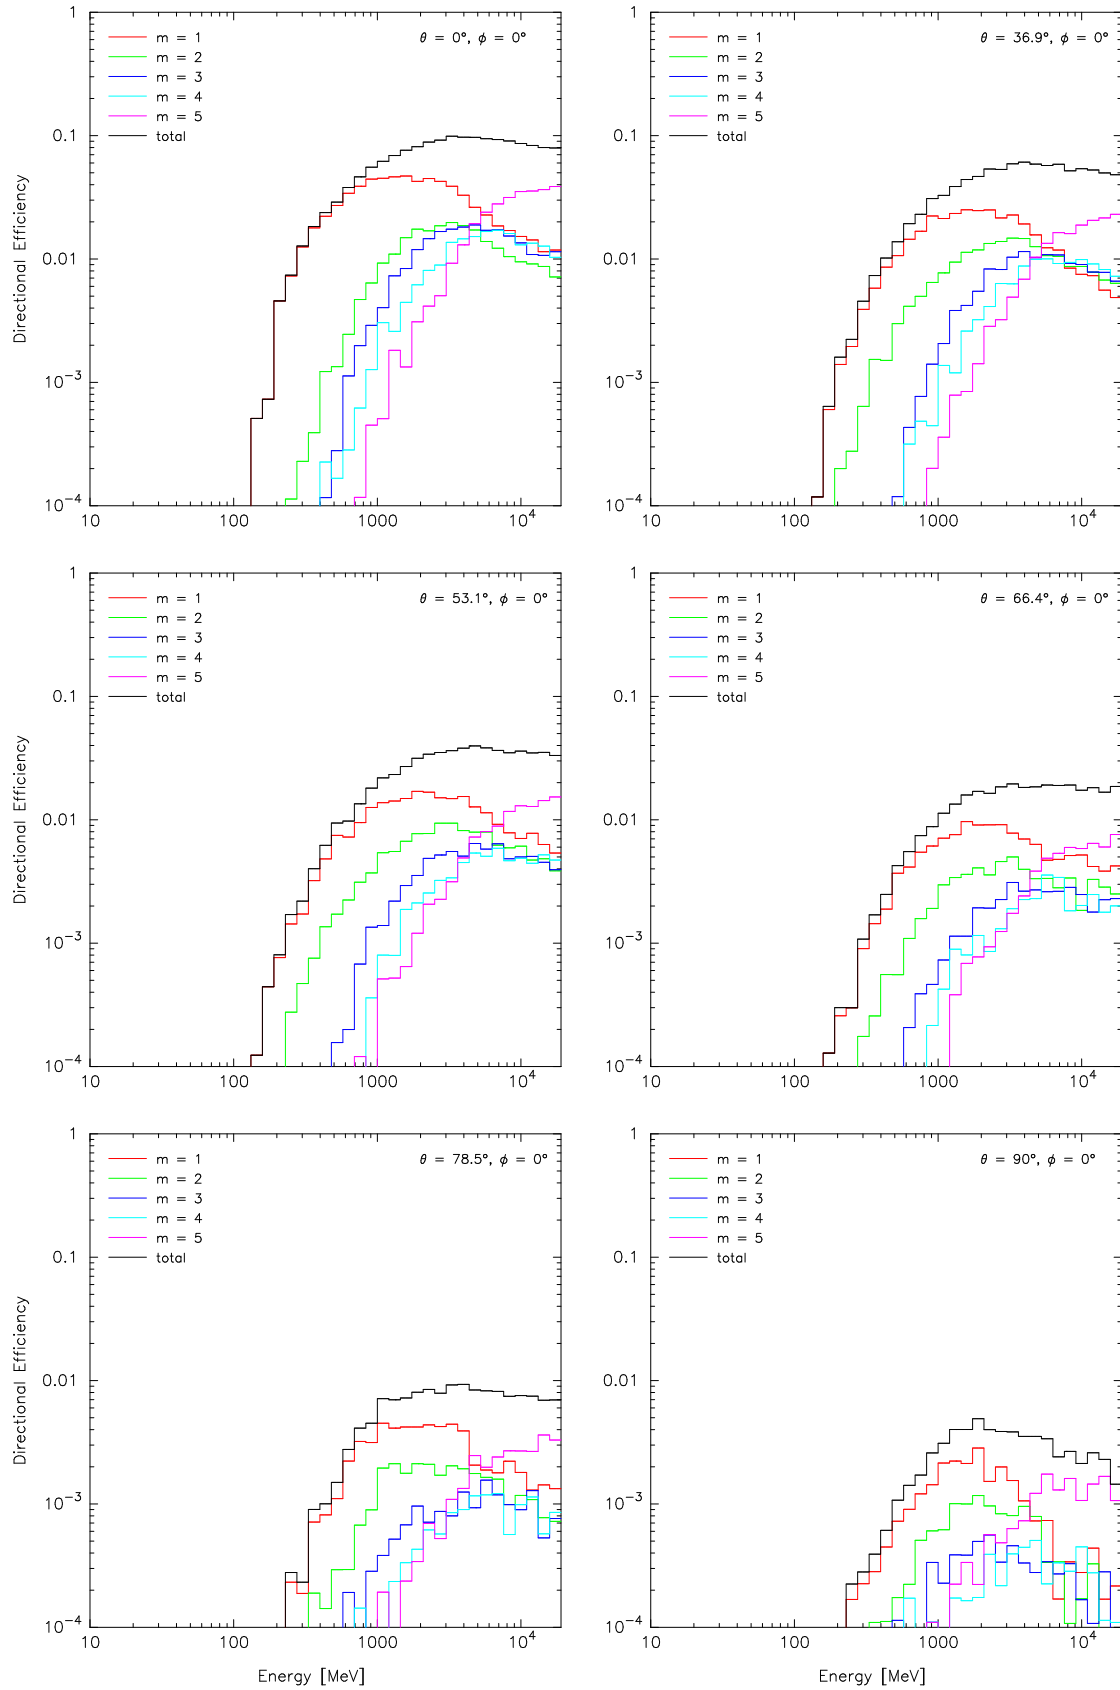 1
m = 1
θ = 0°, ϕ = 0°
m = 2
m = 3
m = 4
m = 5
0.1
total
Directional Efficiency
0.01
10⁻³
10⁻⁴
10
100
1000
10⁴
1
m = 1
θ = 36.9°, ϕ = 0°
m = 2
m = 3
m = 4
m = 5
0.1
total
0.01
10⁻³
10⁻⁴
10
100
1000
10⁴
1
m = 1
θ = 53.1°, ϕ = 0°
m = 2
m = 3
m = 4
m = 5
0.1
total
Directional Efficiency
0.01
10⁻³
10⁻⁴
10
100
1000
10⁴
1
m = 1
θ = 66.4°, ϕ = 0°
m = 2
m = 3
m = 4
m = 5
0.1
total
0.01
10⁻³
10⁻⁴
10
100
1000
10⁴
1
m = 1
θ = 78.5°, ϕ = 0°
m = 2
m = 3
m = 4
m = 5
0.1
total
Directional Efficiency
0.01
10⁻³
10⁻⁴
10
100
1000
10⁴
Energy [MeV]
1
m = 1
θ = 90°, ϕ = 0°
m = 2
m = 3
m = 4
m = 5
0.1
total
0.01
10⁻³
10⁻⁴
10
100
1000
10⁴
Energy [MeV]